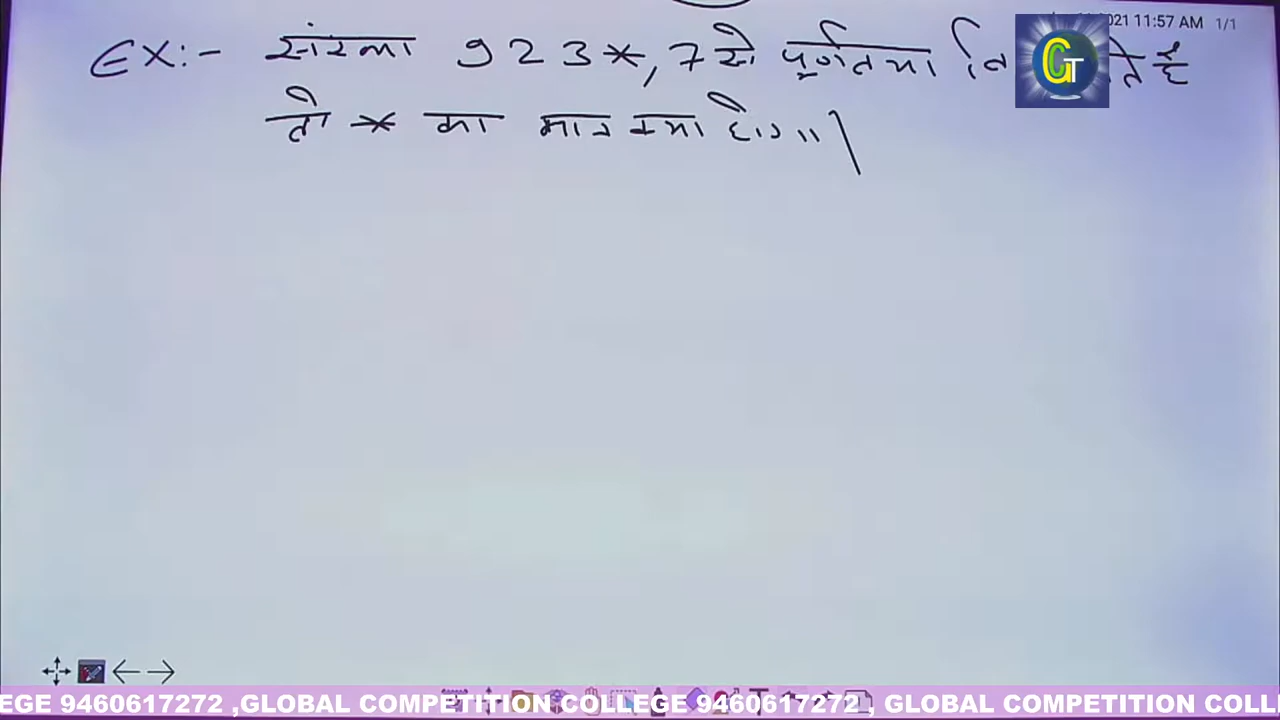 2021 11:57 AM 1/1
Ex:- संख्या 923*, 7 से पूर्णतया वि है
तो * का मान क्या होगा।
GT
EGE 9460617272 ,GLOBAL COMPETITION COLLEGE 9460617272 , GLOBAL COMPETITION COLL